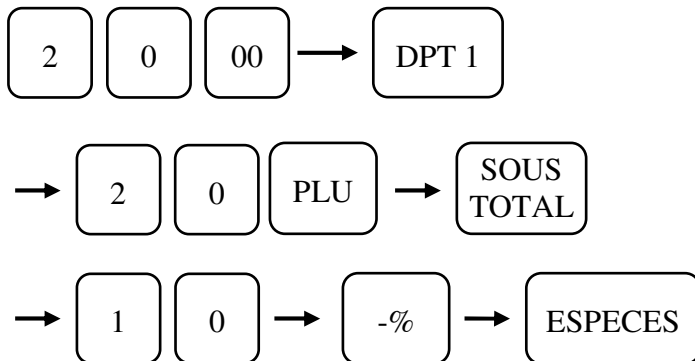 2 0 00 DPT 1
2 0 PLU SOUS
TOTAL
1 0 -% ESPECES